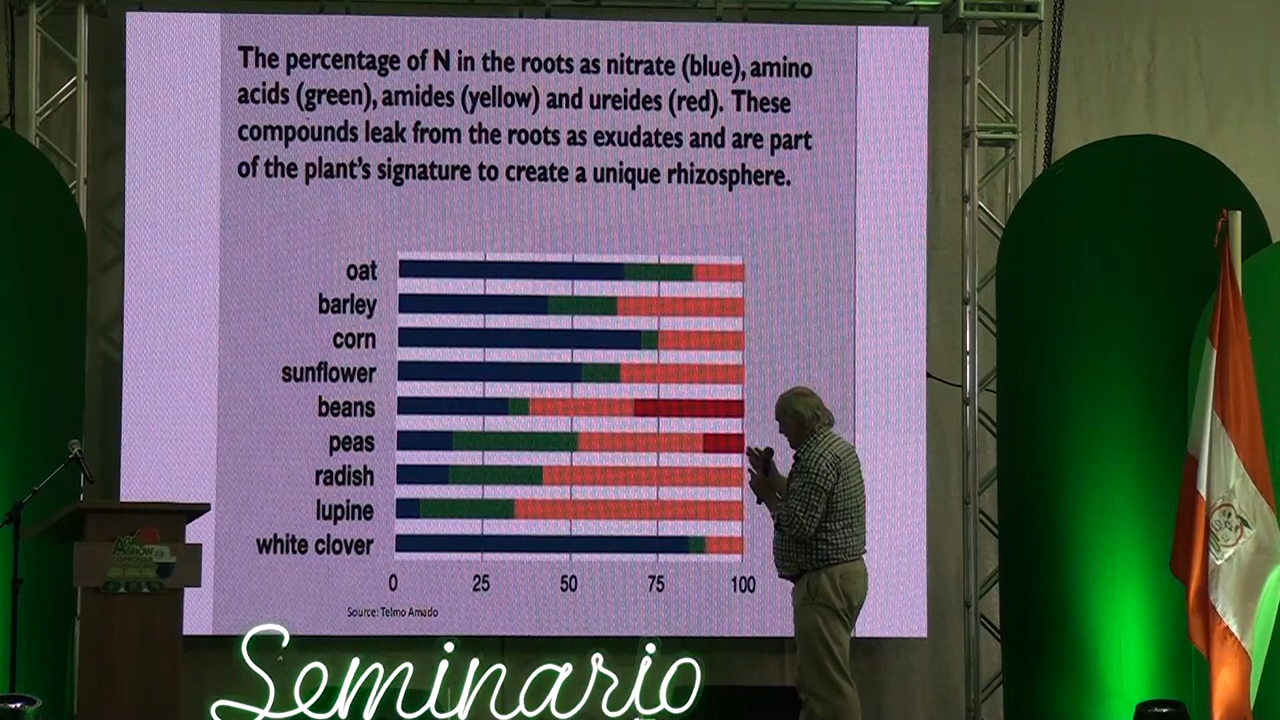 The percentage of N in the roots as nitrate (blue), amino
acids (green), amides (yellow) and ureides (red). These
compounds leak from the roots as exudates and are part
of the plant's signature to create a unique rhizosphere.
oat
barley
corn
sunflower
beans
peas
radish
lupine
white clover
0 25 50 75 100
Source: Telmo Amado
SHOW
Seminario